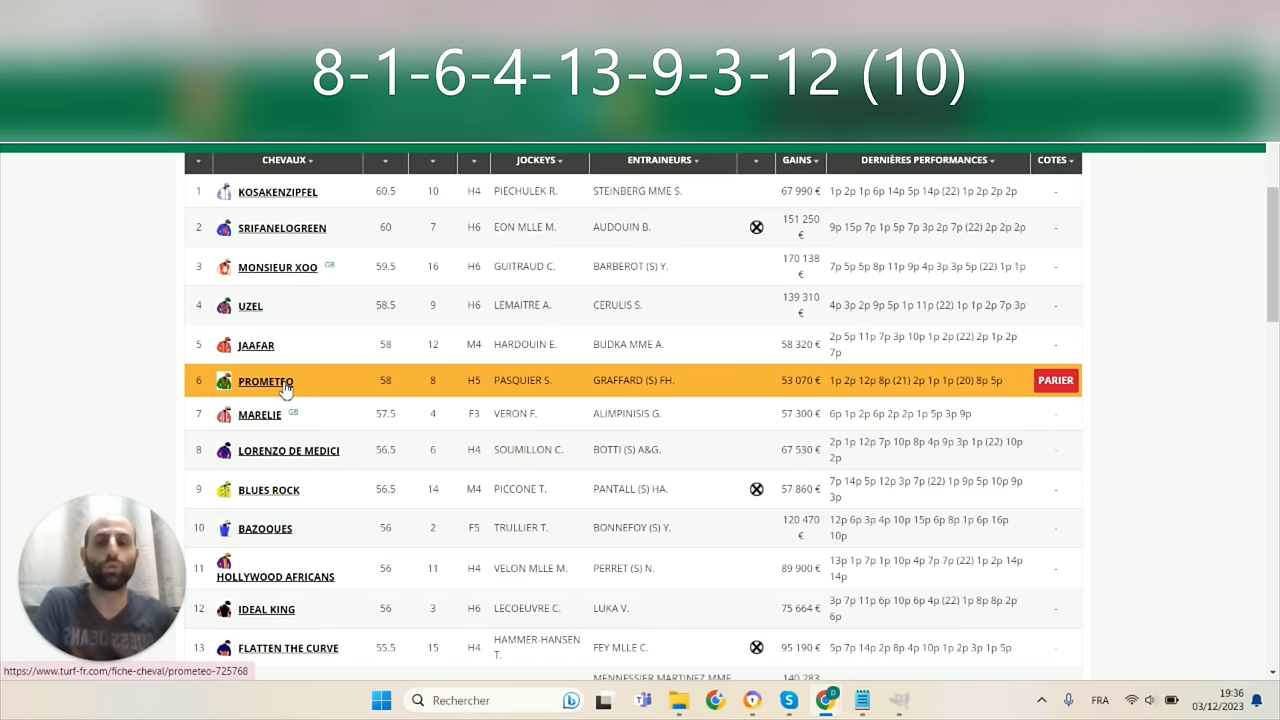 8-1-6-4-13-9-3-12 (10)
CHEVAUX JOCKEYS ENTRAINEURS GAINS DERNIÈRES PERFORMANCES COTES
1 KOSAKENZIPFEL 60.5 10 H4 PIECHULEK R. STEINBERG MME S. 67 990 € 1p 2p 1p 6p 14p 5p 14p (22) 1p 2p 2p 2p -
2 SRIFANELOGREEN 60 7 H6 EON MLLE M. AUDOUIN B. 151 250 € 9p 15p 7p 1p 5p 7p 3p 2p 7p (22) 2p 2p 2p -
3 MONSIEUR XOO GB 59.5 16 H6 GUITRAUD C. BARBEROT (S) Y. 170 138 € 7p 5p 5p 8p 11p 9p 4p 3p 3p 5p (22) 1p 1p -
4 UZEL 58.5 9 H6 LEMAITRE A. CERULIS S. 139 310 € 4p 3p 2p 9p 5p 1p 11p (22) 1p 1p 2p 7p 3p -
5 JAAFAR 58 12 M4 HARDOUIN E. BUDKA MME A. 58 320 € 2p 5p 11p 7p 3p 10p 1p 2p (22) 2p 1p 2p 7p -
6 PROMETEO 58 8 H5 PASQUIER S. GRAFFARD (S) FH. 53 070 € 1p 2p 12p 8p (21) 2p 1p 1p (20) 8p 5p PARIER
7 MARELIE GB 57.5 4 F3 VERON F. ALIMPINISIS G. 57 300 € 6p 1p 2p 6p 2p 2p 1p 5p 3p 9p -
8 LORENZO DE MEDICI 56.5 6 H4 SOUMILLON C. BOTTI (S) A&G. 67 530 € 2p 1p 12p 7p 10p 8p 4p 9p 3p 1p (22) 10p 2p -
9 BLUES ROCK 56.5 14 M4 PICCONE T. PANTALL (S) HA. 57 860 € 7p 14p 5p 12p 3p 7p (22) 1p 9p 5p 10p 9p 3p -
10 BAZOQUES 56 2 F5 TRULLIER T. BONNEFOY (S) Y. 120 470 € 12p 6p 3p 4p 10p 15p 6p 8p 1p 6p 16p 10p -
11 HOLLYWOOD AFRICANS 56 11 H4 VELON MLLE M. PERRET (S) N. 89 900 € 13p 1p 7p 1p 10p 4p 7p 7p (22) 1p 2p 14p 14p -
12 IDEAL KING 56 3 H6 LECOEUVRE C. LUKA V. 75 664 € 3p 7p 11p 6p 10p 6p 4p (22) 1p 8p 8p 2p 6p -
13 FLATTEN THE CURVE 55.5 15 H4 HAMMER-HANSEN T. FEY MLLE C. 95 190 € 5p 7p 14p 2p 8p 4p 10p 1p 2p 3p 1p 5p -
MENNESSIER MARTINEZ MME 140 283
https://www.turf-fr.com/fiche-cheval/prometeo-725768
Rechercher FRA 19:36
03/12/2023